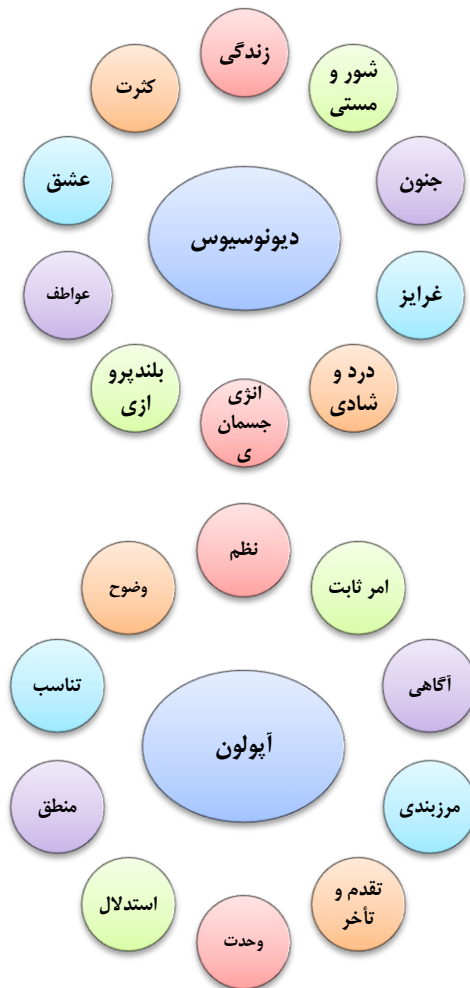 زندگی
شور و
مستی
جنون
غرایز
درد و
شادی
انژی
جسمان
ی
بلندپرو
ازی
عواطف
عشق
کثرت
دیونوسیوس
نظم
امر ثابت
آگاهی
مرزبندی
تقدم و
تأخر
وحدت
استدلال
منطق
تناسب
وضوح
آپولون